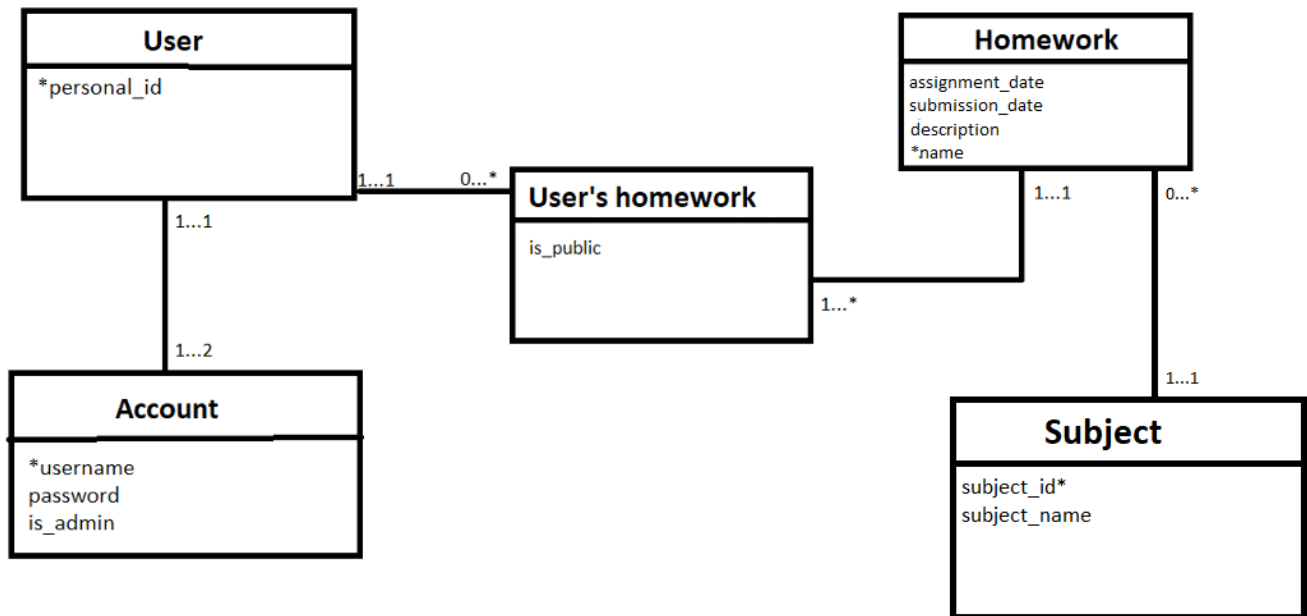 User
*personal_id
1...1
0...*
1...1
1...2
Account
*username
password
is_admin
User's homework
is_public
1...*
Homework
assignment_date
submission_date
description
*name
1...1
0...*
1...1
Subject
subject_id*
subject_name